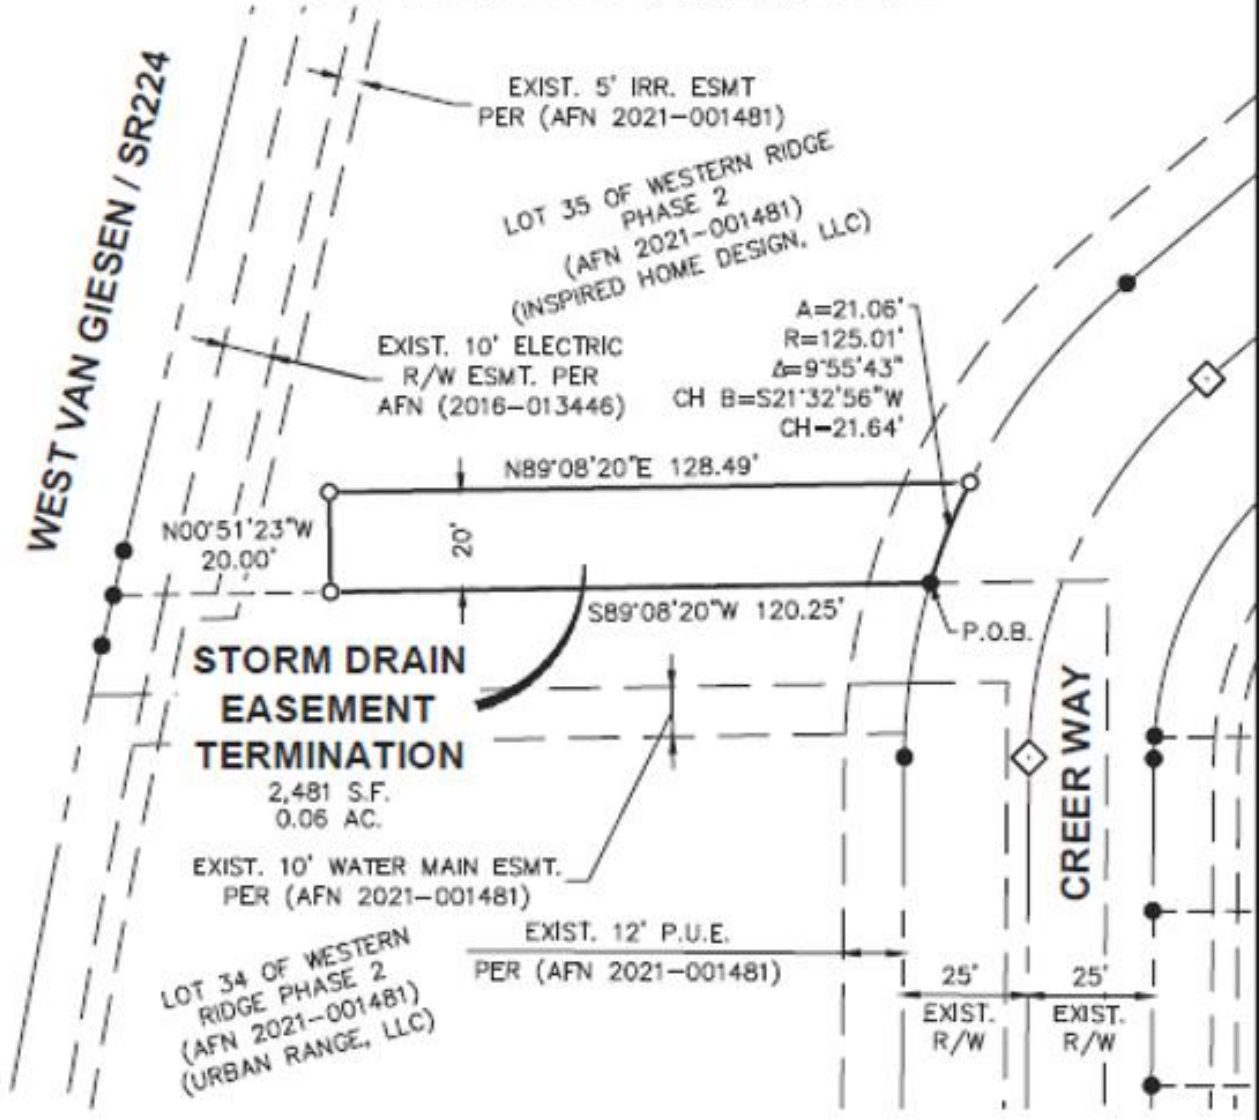 WEST VAN GIESEN / SR224
EXIST. 5' IRR. ESMT
PER (AFN 2021-001481)
LOT 35 OF WESTERN RIDGE
PHASE 2
(AFN 2021-001481)
(INSPIRED HOME DESIGN, LLC)
EXIST. 10' ELECTRIC
R/W ESMT. PER
AFN (2016-013446)
A=21.06'
R=125.01'
Δ=9°55'43"
CH B=S21°32'56"W
CH=21.64'
N89°08'20"E 128.49'
N00°51'23"W
20.00'
20'
S89°08'20"W 120.25'
P.O.B.
STORM DRAIN
EASEMENT
TERMINATION
2,481 S.F.
0.06 AC.
CREER WAY
EXIST. 10' WATER MAIN ESMT.
PER (AFN 2021-001481)
EXIST. 12' P.U.E.
PER (AFN 2021-001481)
LOT 34 OF WESTERN
RIDGE PHASE 2
(AFN 2021-001481)
(URBAN RANGE, LLC)
25'
EXIST.
R/W
25'
EXIST.
R/W